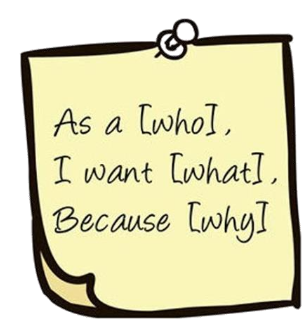 As a [who],
I want [what],
Because [why]